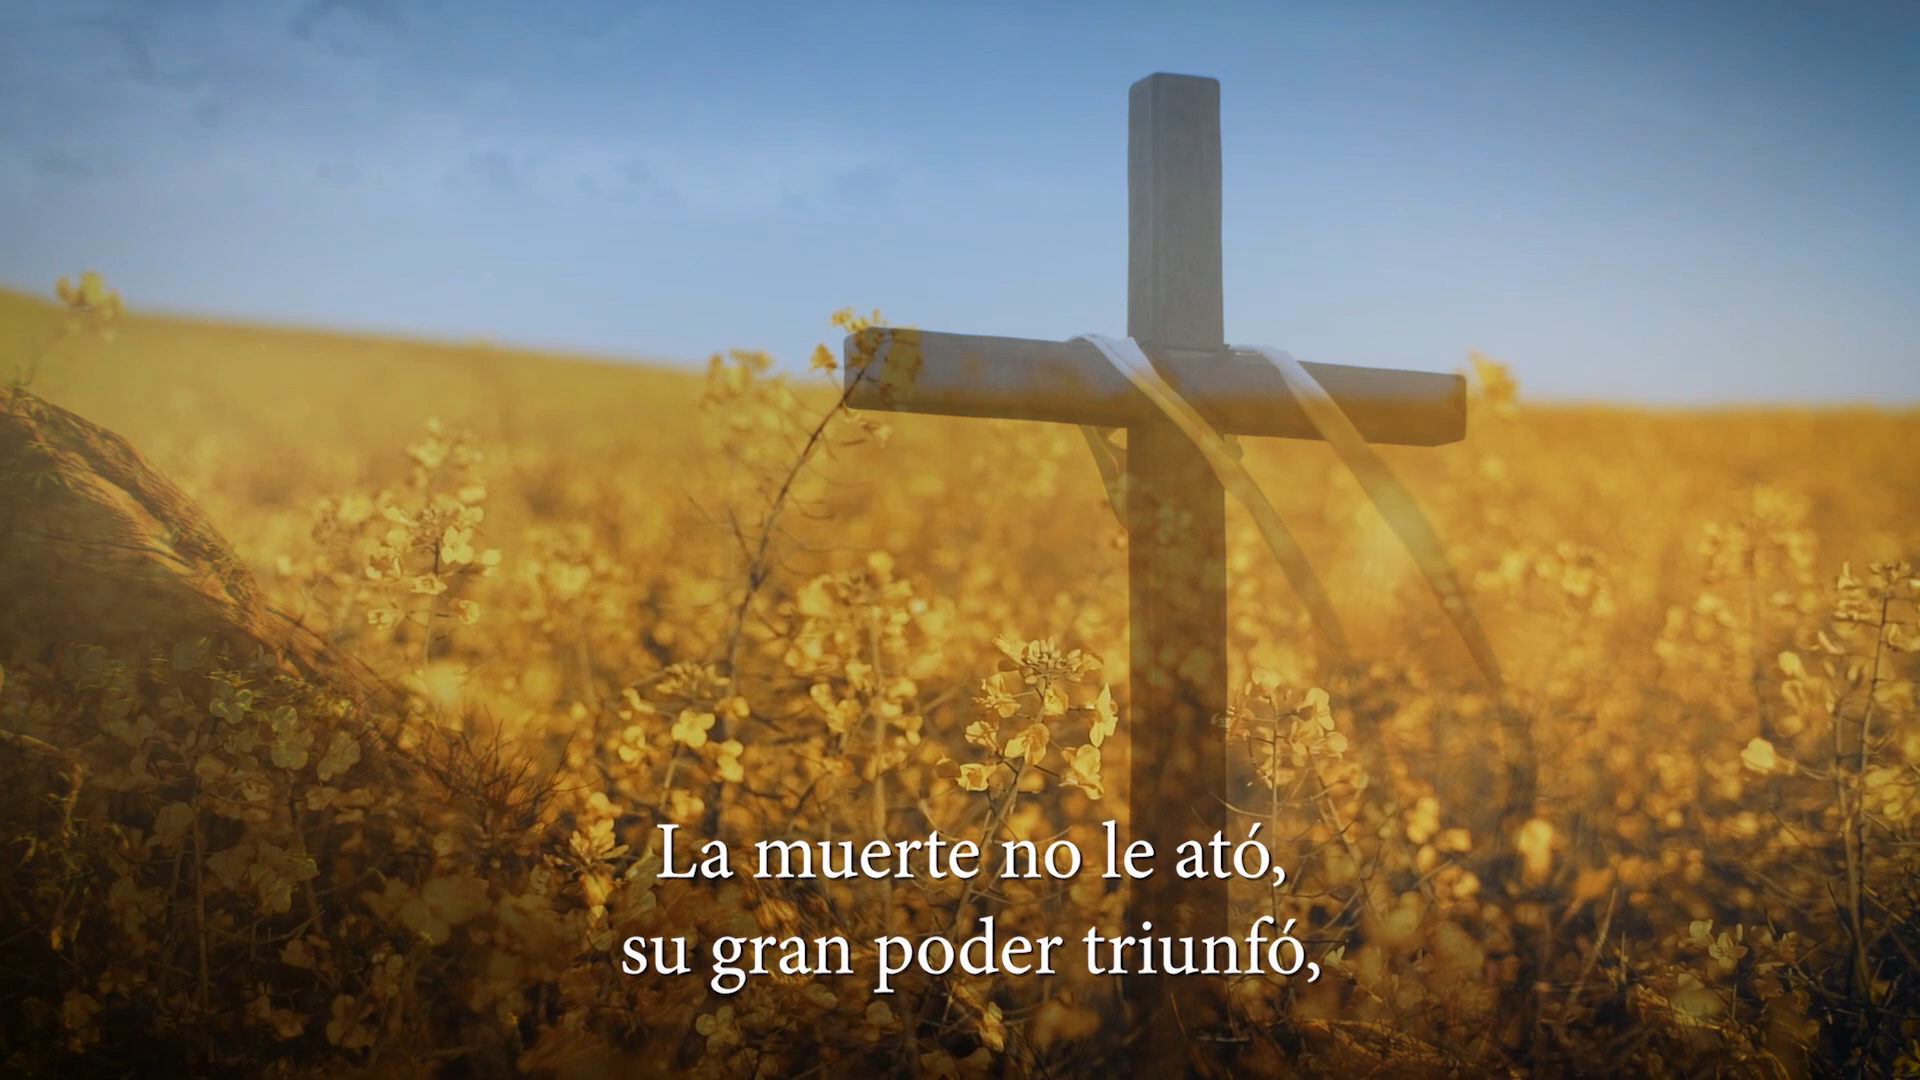 La muerte no le ató,
su gran poder triunfó,